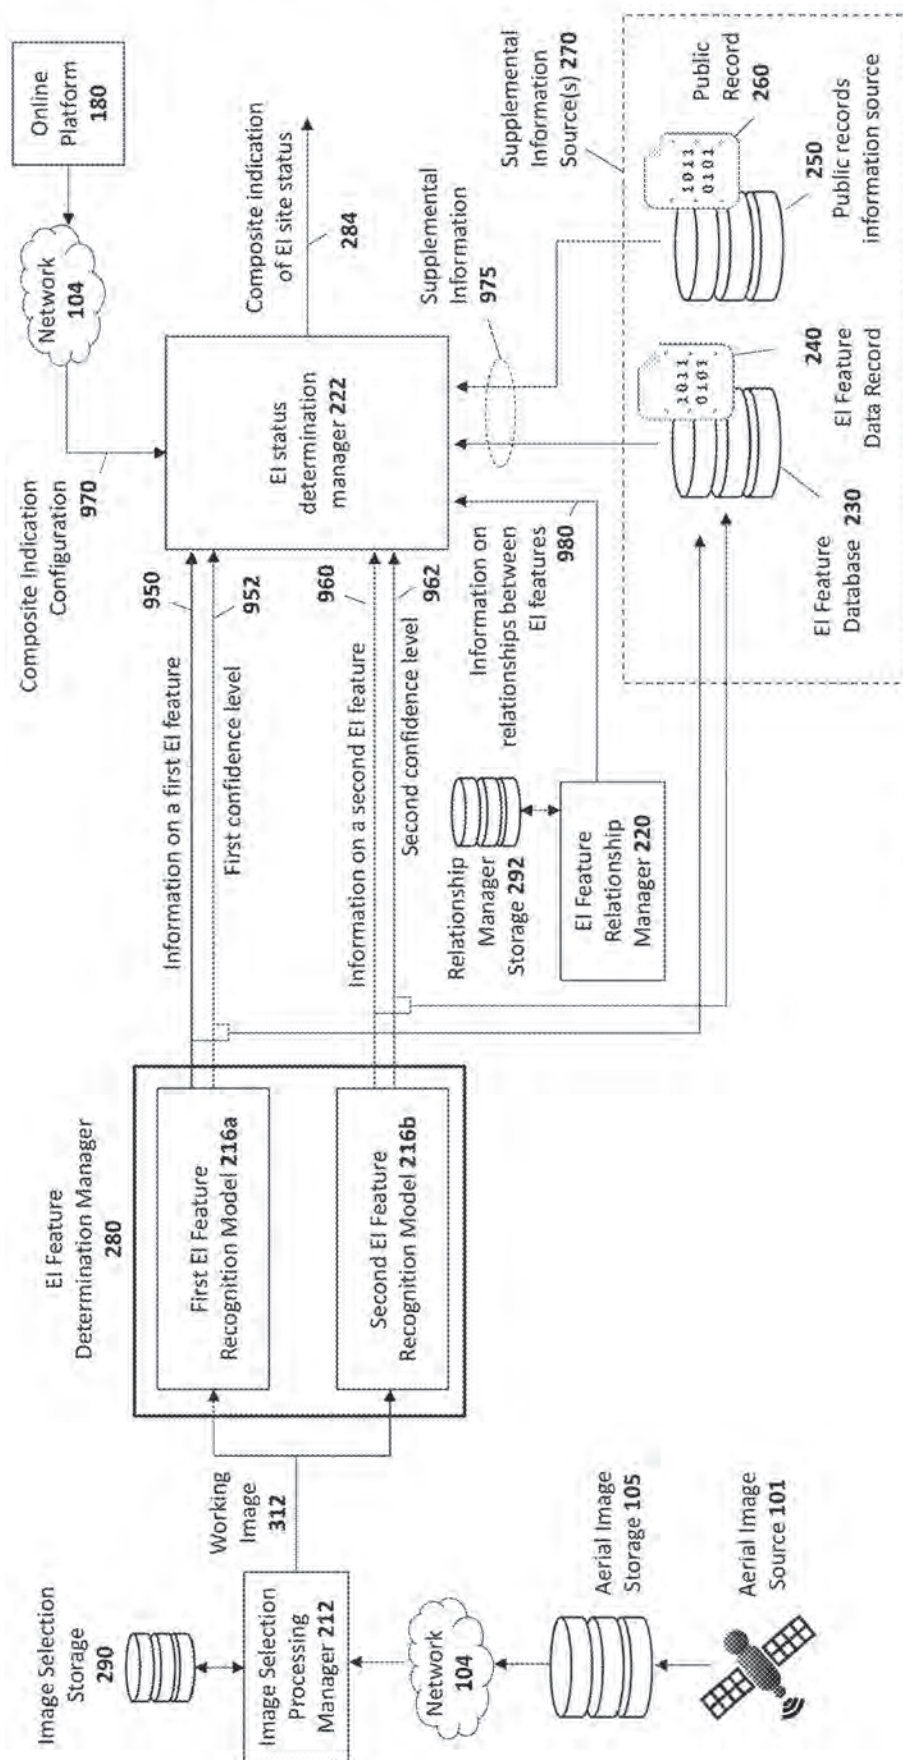 Image Selection
Storage
290
Image Selection
Processing
Manager 212
Network
104
Aerial Image
Storage 105
Aerial Image
Source 101
Working
Image
312
EI Feature
Determination Manager
280
First EI Feature
Recognition Model 216a
Second EI Feature
Recognition Model 216b
Information on a first EI feature
950
First confidence level
952
Information on a second EI feature
960
Second confidence level
962
Relationship
Manager
Storage 292
EI Feature
Relationship
Manager 220
Information on
relationships between
EI features
980
Composite Indication
Configuration
970
Network
104
Online
Platform
180
EI status
determination
manager 222
Composite indication
of EI site status
284
Supplemental
Information
975
Supplemental
Information
Source(s) 270
EI Feature
Database 230
1011
0101
240
EI Feature
Data Record
1011
0101
Public
Record
260
250
Public records
information source